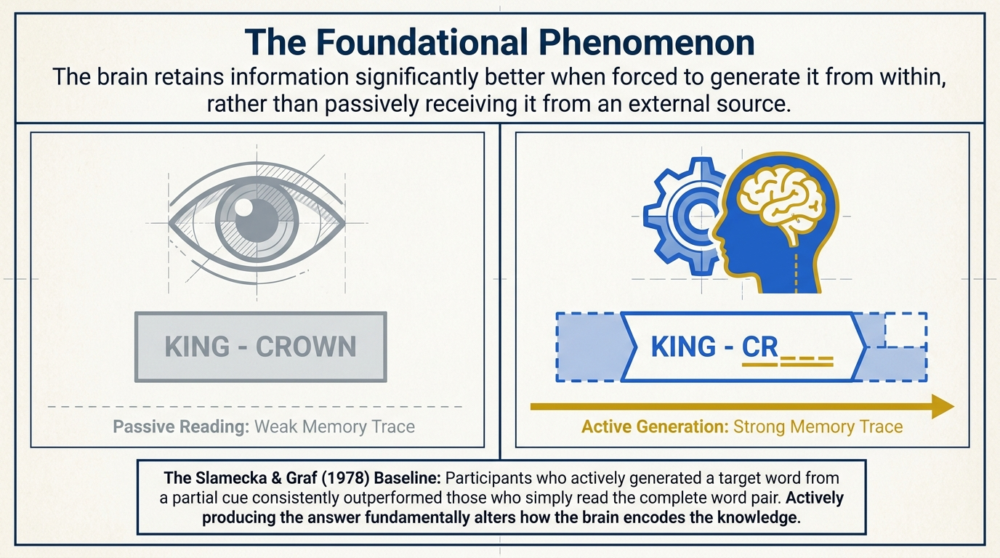 The Foundational Phenomenon
The brain retains information significantly better when forced to generate it from within,
rather than passively receiving it from an external source.
KING - CROWN
Passive Reading: Weak Memory Trace
KING - CR___
Active Generation: Strong Memory Trace
The Slamecka & Graf (1978) Baseline: Participants who actively generated a target word from
a partial cue consistently outperformed those who simply read the complete word pair. Actively
producing the answer fundamentally alters how the brain encodes the knowledge.